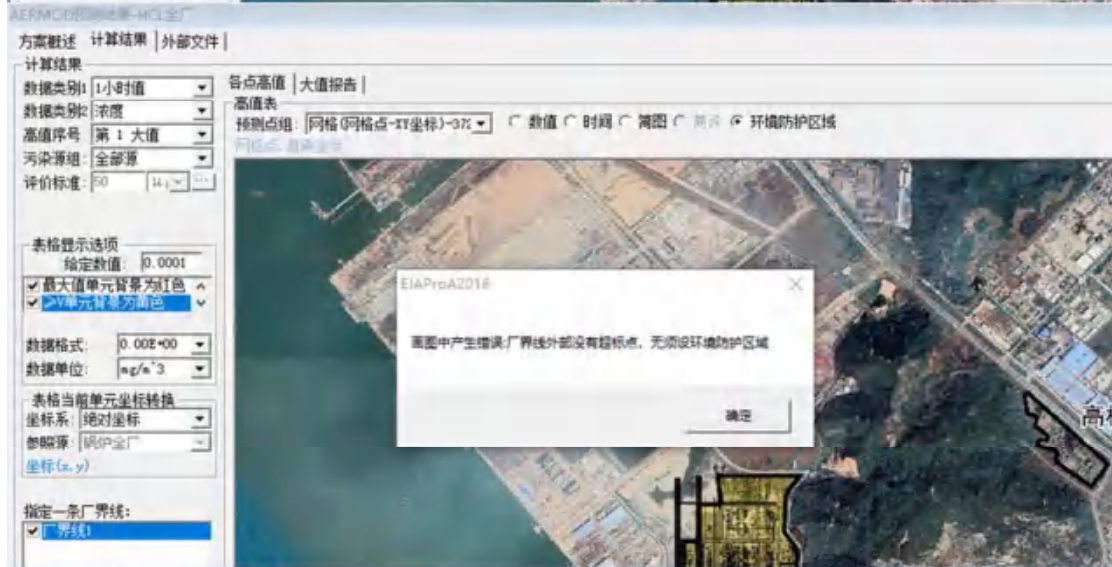 AERMOD预测结果-HCL全厂
方案概述 计算结果 外部文件
计算结果
数据类别1 1小时值
数据类别2 浓度
高值序号 第 1 大值
污染源组: 全部源
评价标准: 50
各点高值 大值报告
高值表
预测点组: 网格(网格点-XY坐标)-37% 数值 时间 简图 环境防护区域
表格显示选项
给定数值: 0.0001
最大值单元背景为红色
≥V单元背景为黄色
数据格式: 0.00E+00
数据单位: mg/m^3
表格当前单元坐标转换
坐标系: 绝对坐标
参照源: 锅炉全厂
坐标(x,y)
指定一条厂界线:
厂界线1
EIAProA2018
画图中产生错误:厂界线外部没有超标点，无须设环境防护区域
确定
高